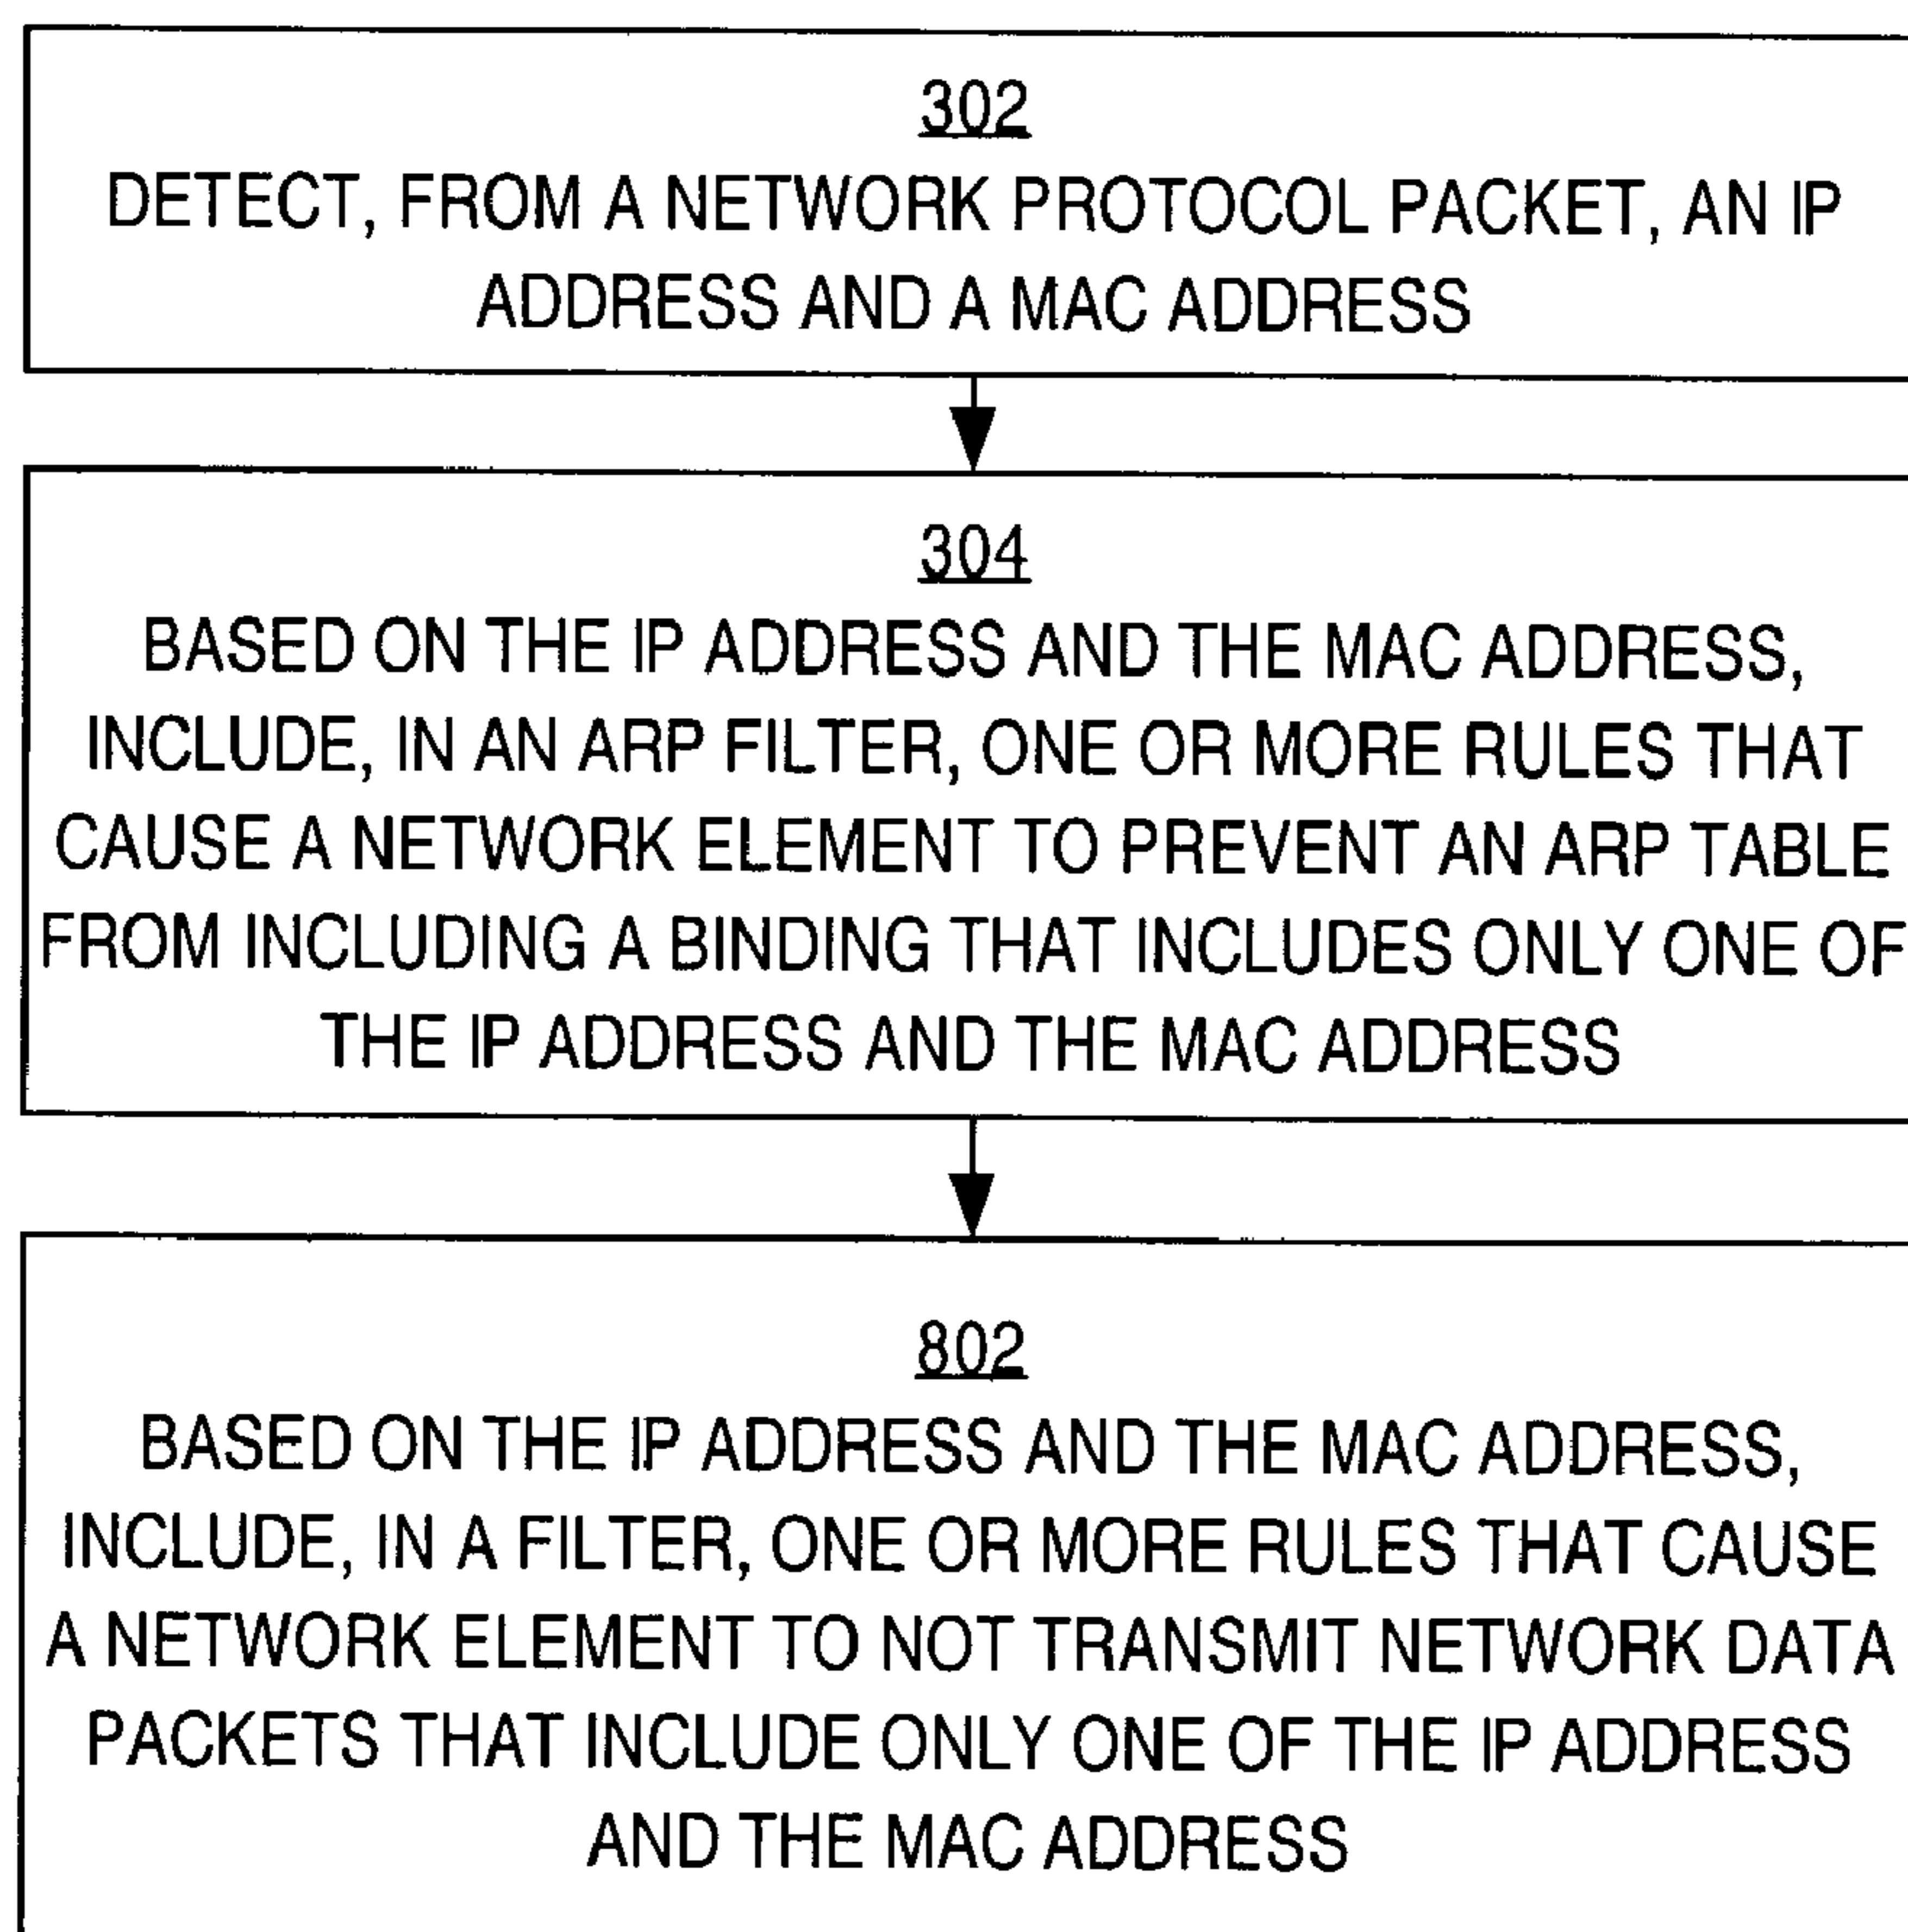 302
DETECT, FROM A NETWORK PROTOCOL PACKET, AN IP
ADDRESS AND A MAC ADDRESS
304
BASED ON THE IP ADDRESS AND THE MAC ADDRESS,
INCLUDE, IN AN ARP FILTER, ONE OR MORE RULES THAT
CAUSE A NETWORK ELEMENT TO PREVENT AN ARP TABLE
FROM INCLUDING A BINDING THAT INCLUDES ONLY ONE OF
THE IP ADDRESS AND THE MAC ADDRESS
802
BASED ON THE IP ADDRESS AND THE MAC ADDRESS,
INCLUDE, IN A FILTER, ONE OR MORE RULES THAT CAUSE
A NETWORK ELEMENT TO NOT TRANSMIT NETWORK DATA
PACKETS THAT INCLUDE ONLY ONE OF THE IP ADDRESS
AND THE MAC ADDRESS